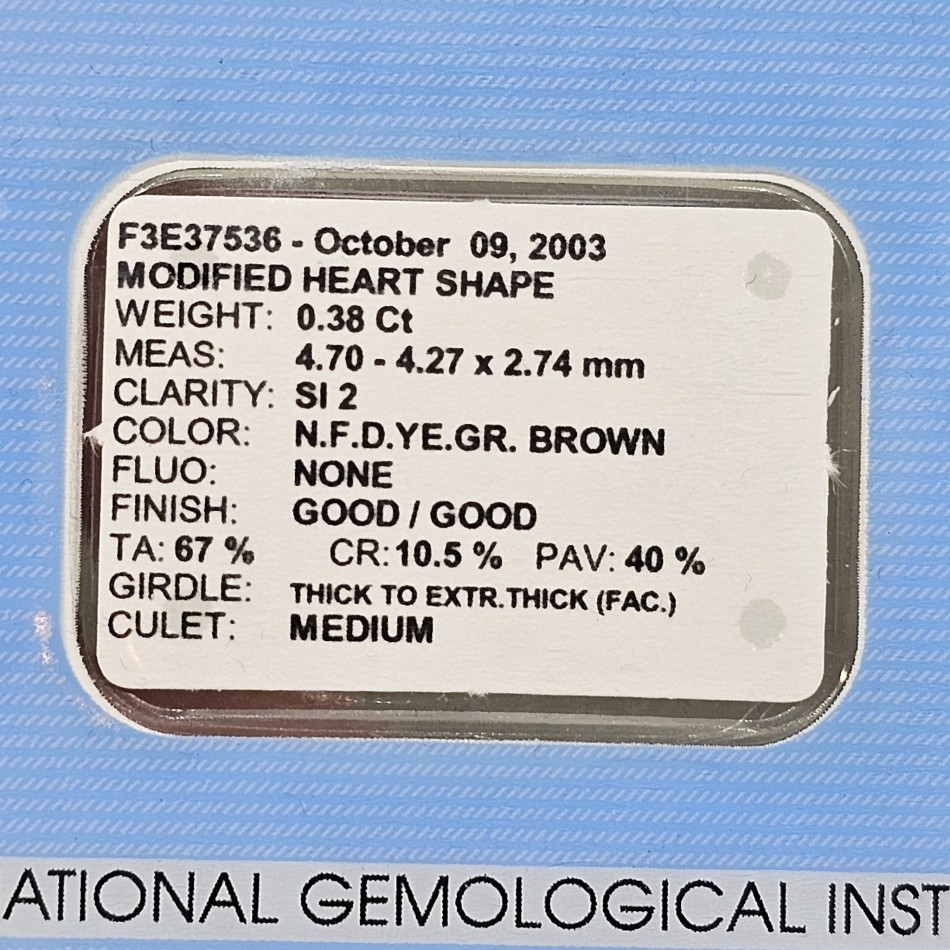 F3E37536 - October 09, 2003
MODIFIED HEART SHAPE
WEIGHT: 0.38 Ct
MEAS: 4.70 - 4.27 x 2.74 mm
CLARITY: SI 2
COLOR: N.F.D.YE.GR. BROWN
FLUO: NONE
FINISH: GOOD / GOOD
TA: 67 % CR: 10.5 % PAV: 40 %
GIRDLE: THICK TO EXTR.THICK (FAC.)
CULET: MEDIUM
ATIONAL GEMOLOGICAL INST